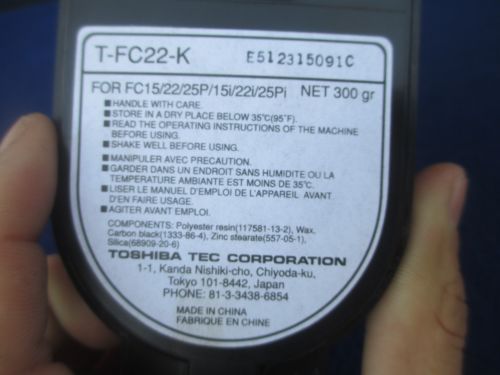 T-FC22-K E512315091C
FOR FC15/22/25P/15i/22i/25Pi NET 300 gr
■HANDLE WITH CARE.
■STORE IN A DRY PLACE BELOW 35℃(95℉).
■READ THE OPERATING INSTRUCTIONS OF THE MACHINE
BEFORE USING.
■SHAKE WELL BEFORE USING.
■MANIPULER AVEC PRECAUTION.
■GARDER DANS UN ENDROIT SANS HUMIDITE OU LA
TEMPERATURE AMBIANTE EST MOINS DE 35℃.
■LISER LE MANUEL D'EMPLOI DE L'APPAREIL AVANT
D'EN FAIRE USAGE.
■AGITER AVANT EMPLOI.
COMPONENTS: Polyester resin(117581-13-2), Wax.
Carbon black(1333-86-4), Zinc stearate(557-05-1),
Silica(68909-20-6)
TOSHIBA TEC CORPORATION
1-1, Kanda Nishiki-cho, Chiyoda-ku,
Tokyo 101-8442, Japan
PHONE: 81-3-3438-6854
MADE IN CHINA
FABRIQUE EN CHINE